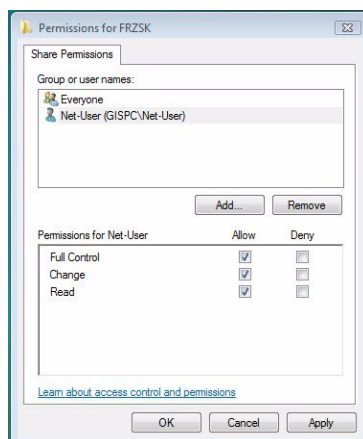 Permissions for FRZSK
Share Permissions
Group or user names:
Everyone
Net-User (GISPC\Net-User)
Add... Remove
Permissions for Net-User Allow Deny
Full Control
Change
Read
Learn about access control and permissions
OK Cancel Apply